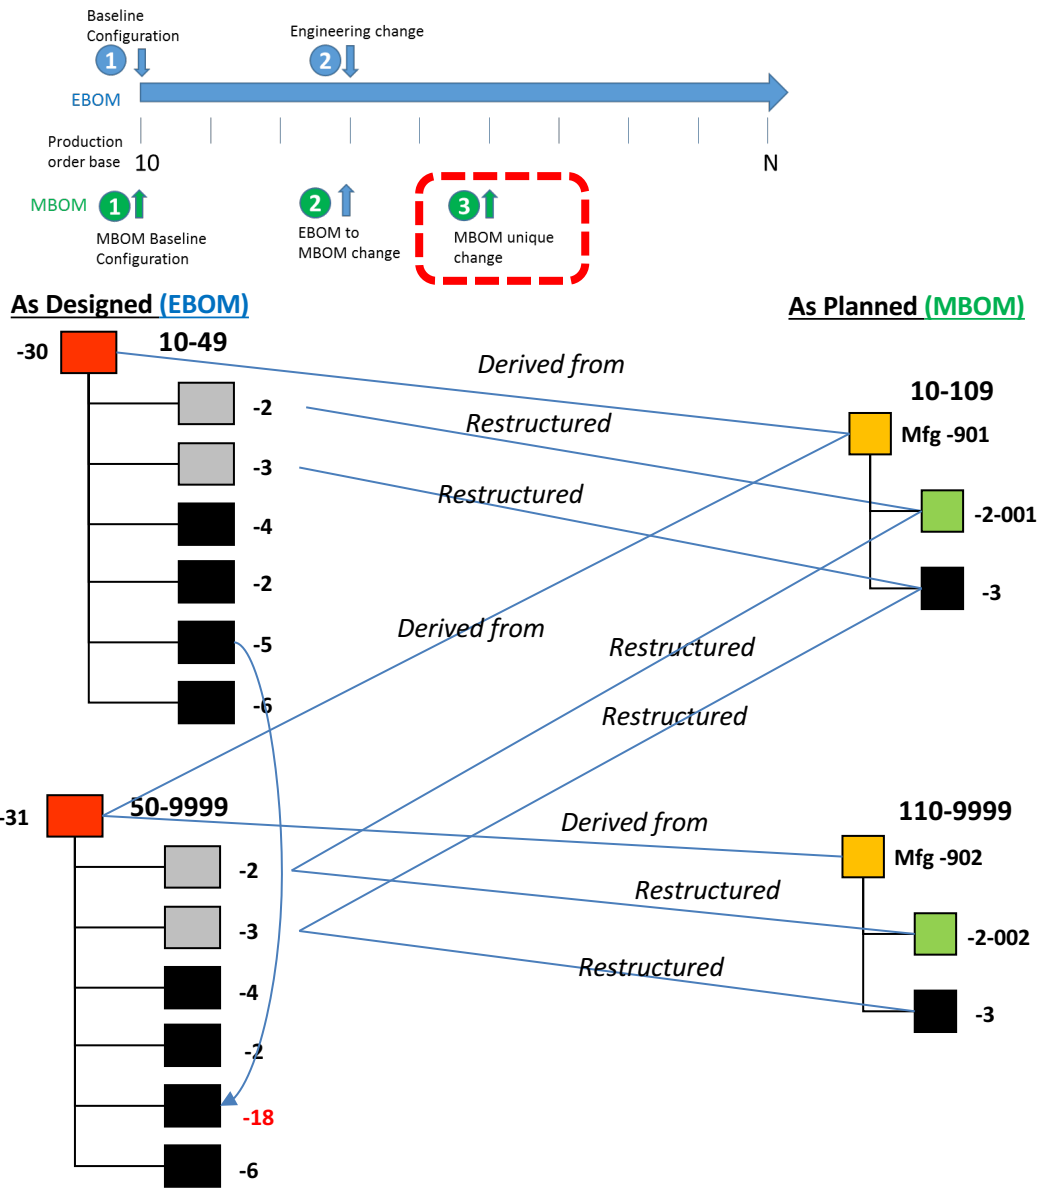 Baseline
Configuration
Engineering change
1
2
EBOM
Production
order base
10
N
MBOM
1
2
3
MBOM Baseline
Configuration
EBOM to
MBOM change
MBOM unique
change
As Designed (EBOM)
As Planned (MBOM)
-30
10-49
Derived from
10-109
-2
Restructured
Mfg -901
-3
Restructured
-4
-2-001
-2
-3
-5
Derived from
Restructured
-6
Restructured
-31
50-9999
Derived from
110-9999
Mfg -902
-2
Restructured
-3
-2-002
Restructured
-4
-3
-2
-18
-6